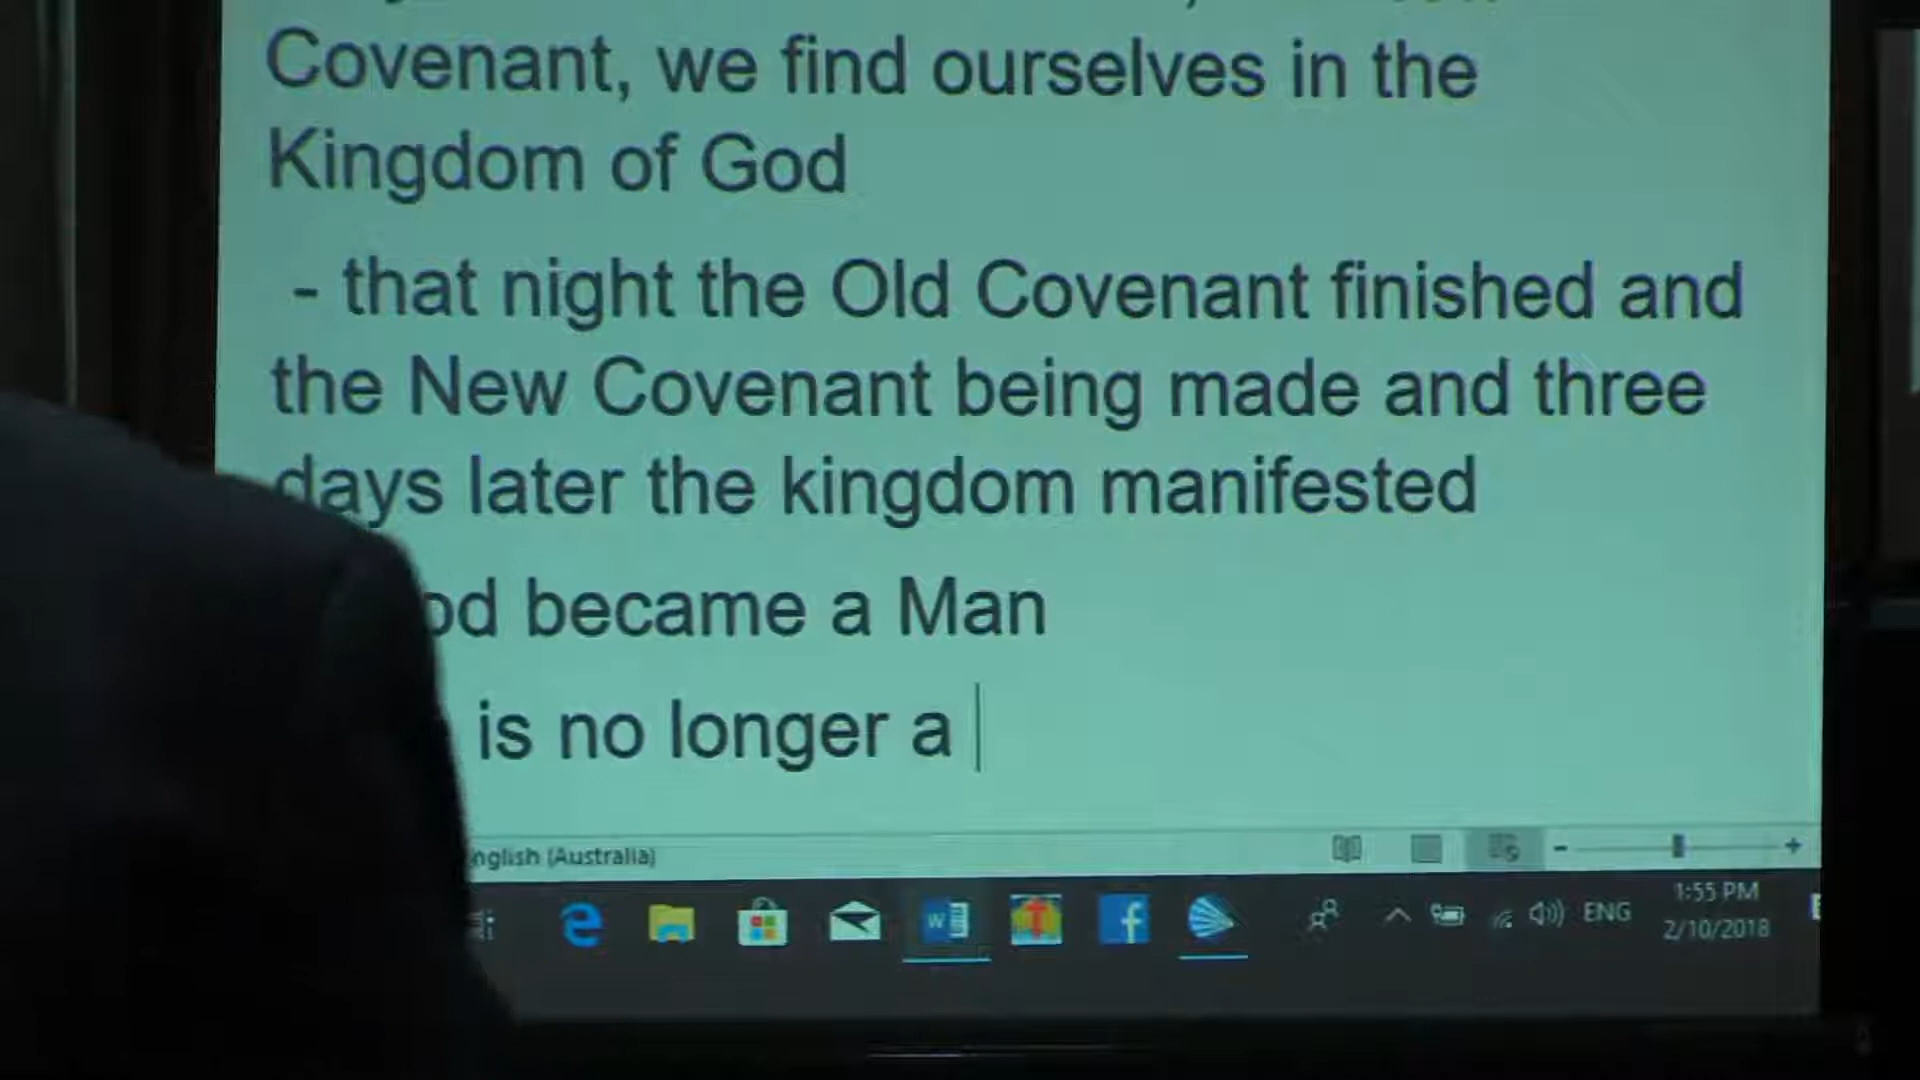 Covenant, we find ourselves in the
Kingdom of God
- that night the Old Covenant finished and
the New Covenant being made and three
days later the kingdom manifested
od became a Man
is no longer a
nglish (Australia)
ENG
1:55 PM
2/10/2018